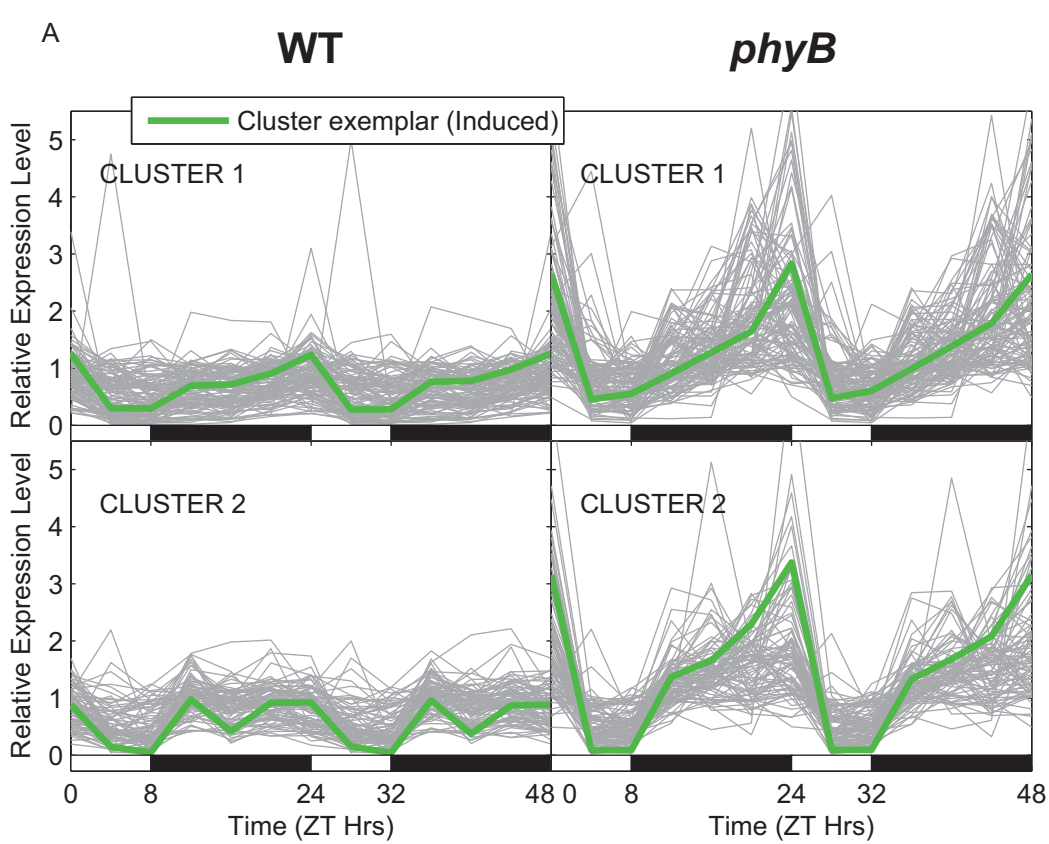 A
WT
phyB
Cluster exemplar (Induced)
Relative Expression Level
5
4
3
2
1
0
CLUSTER 1
CLUSTER 1
Relative Expression Level
5
4
3
2
1
0
CLUSTER 2
CLUSTER 2
0 8 24 32 48 0 8 24 32 48
Time (ZT Hrs) Time (ZT Hrs)